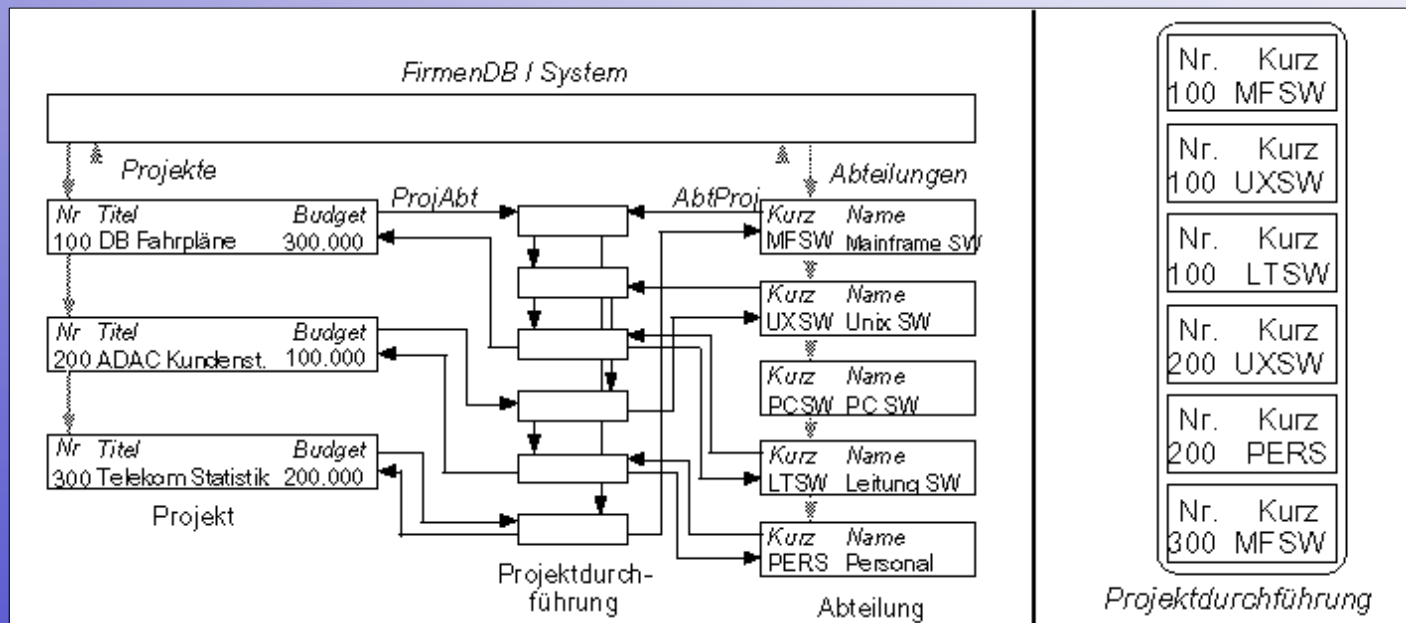 FirmenDB / System
Projekte
Abteilungen
ProjAbt
AbtProj
Nr Titel Budget
100 DB Fahrpläne 300.000
Nr Titel Budget
200 ADAC Kundenst. 100.000
Nr Titel Budget
300 Telekom Statistik 200.000
Projekt
Projektdurch-
führung
Kurz Name
MFSW Mainframe SW
Kurz Name
UXSW Unix SW
Kurz Name
PCSW PC SW
Kurz Name
LTSW Leitung SW
Kurz Name
PERS Personal
Abteilung
Nr. Kurz
100 MFSW
Nr. Kurz
100 UXSW
Nr. Kurz
100 LTSW
Nr. Kurz
200 UXSW
Nr. Kurz
200 PERS
Nr. Kurz
300 MFSW
Projektdurchführung